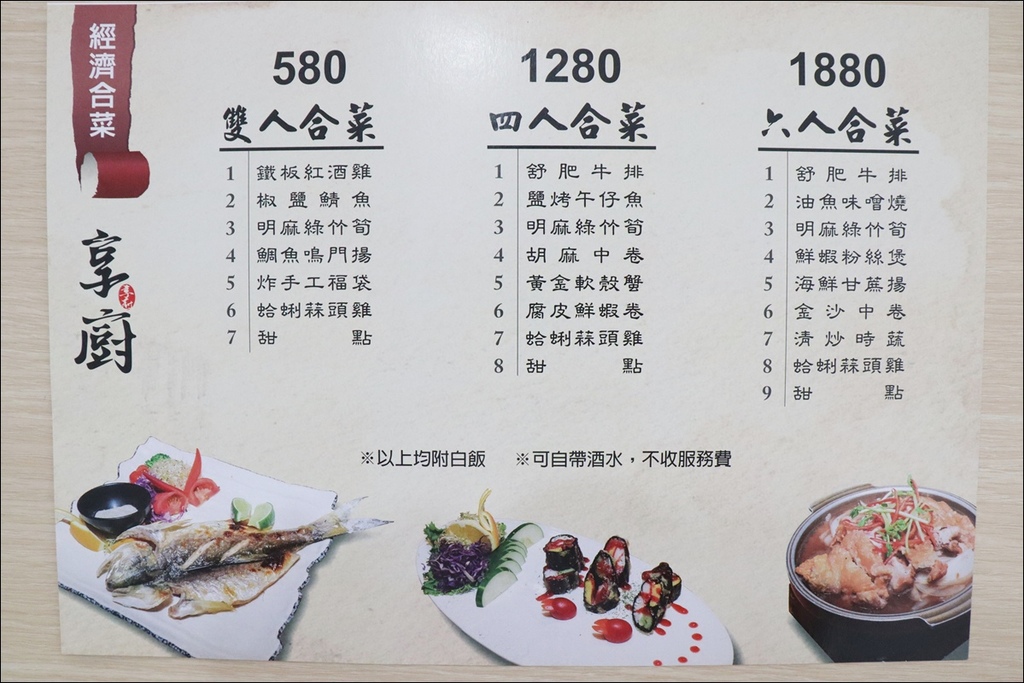 經濟合菜
享廚
580
雙人合菜
1 鐵板紅酒雞
2 椒鹽鯖魚
3 明麻綠竹筍
4 鯛魚鳴門揚
5 炸手工福袋
6 蛤蜊蒜頭雞
7 甜點
1280
四人合菜
1 舒肥牛排
2 鹽烤午仔魚
3 明麻綠竹筍
4 胡麻中卷
5 黃金軟殼蟹
6 腐皮鮮蝦卷
7 蛤蜊蒜頭雞
8 甜點
1880
六人合菜
1 舒肥牛排
2 油魚味噌燒
3 明麻綠竹筍
4 鮮蝦粉絲煲
5 海鮮甘蔗揚
6 金沙中卷
7 清炒時蔬
8 蛤蜊蒜頭雞
9 甜點
※以上均附白飯 ※可自帶酒水，不收服務費